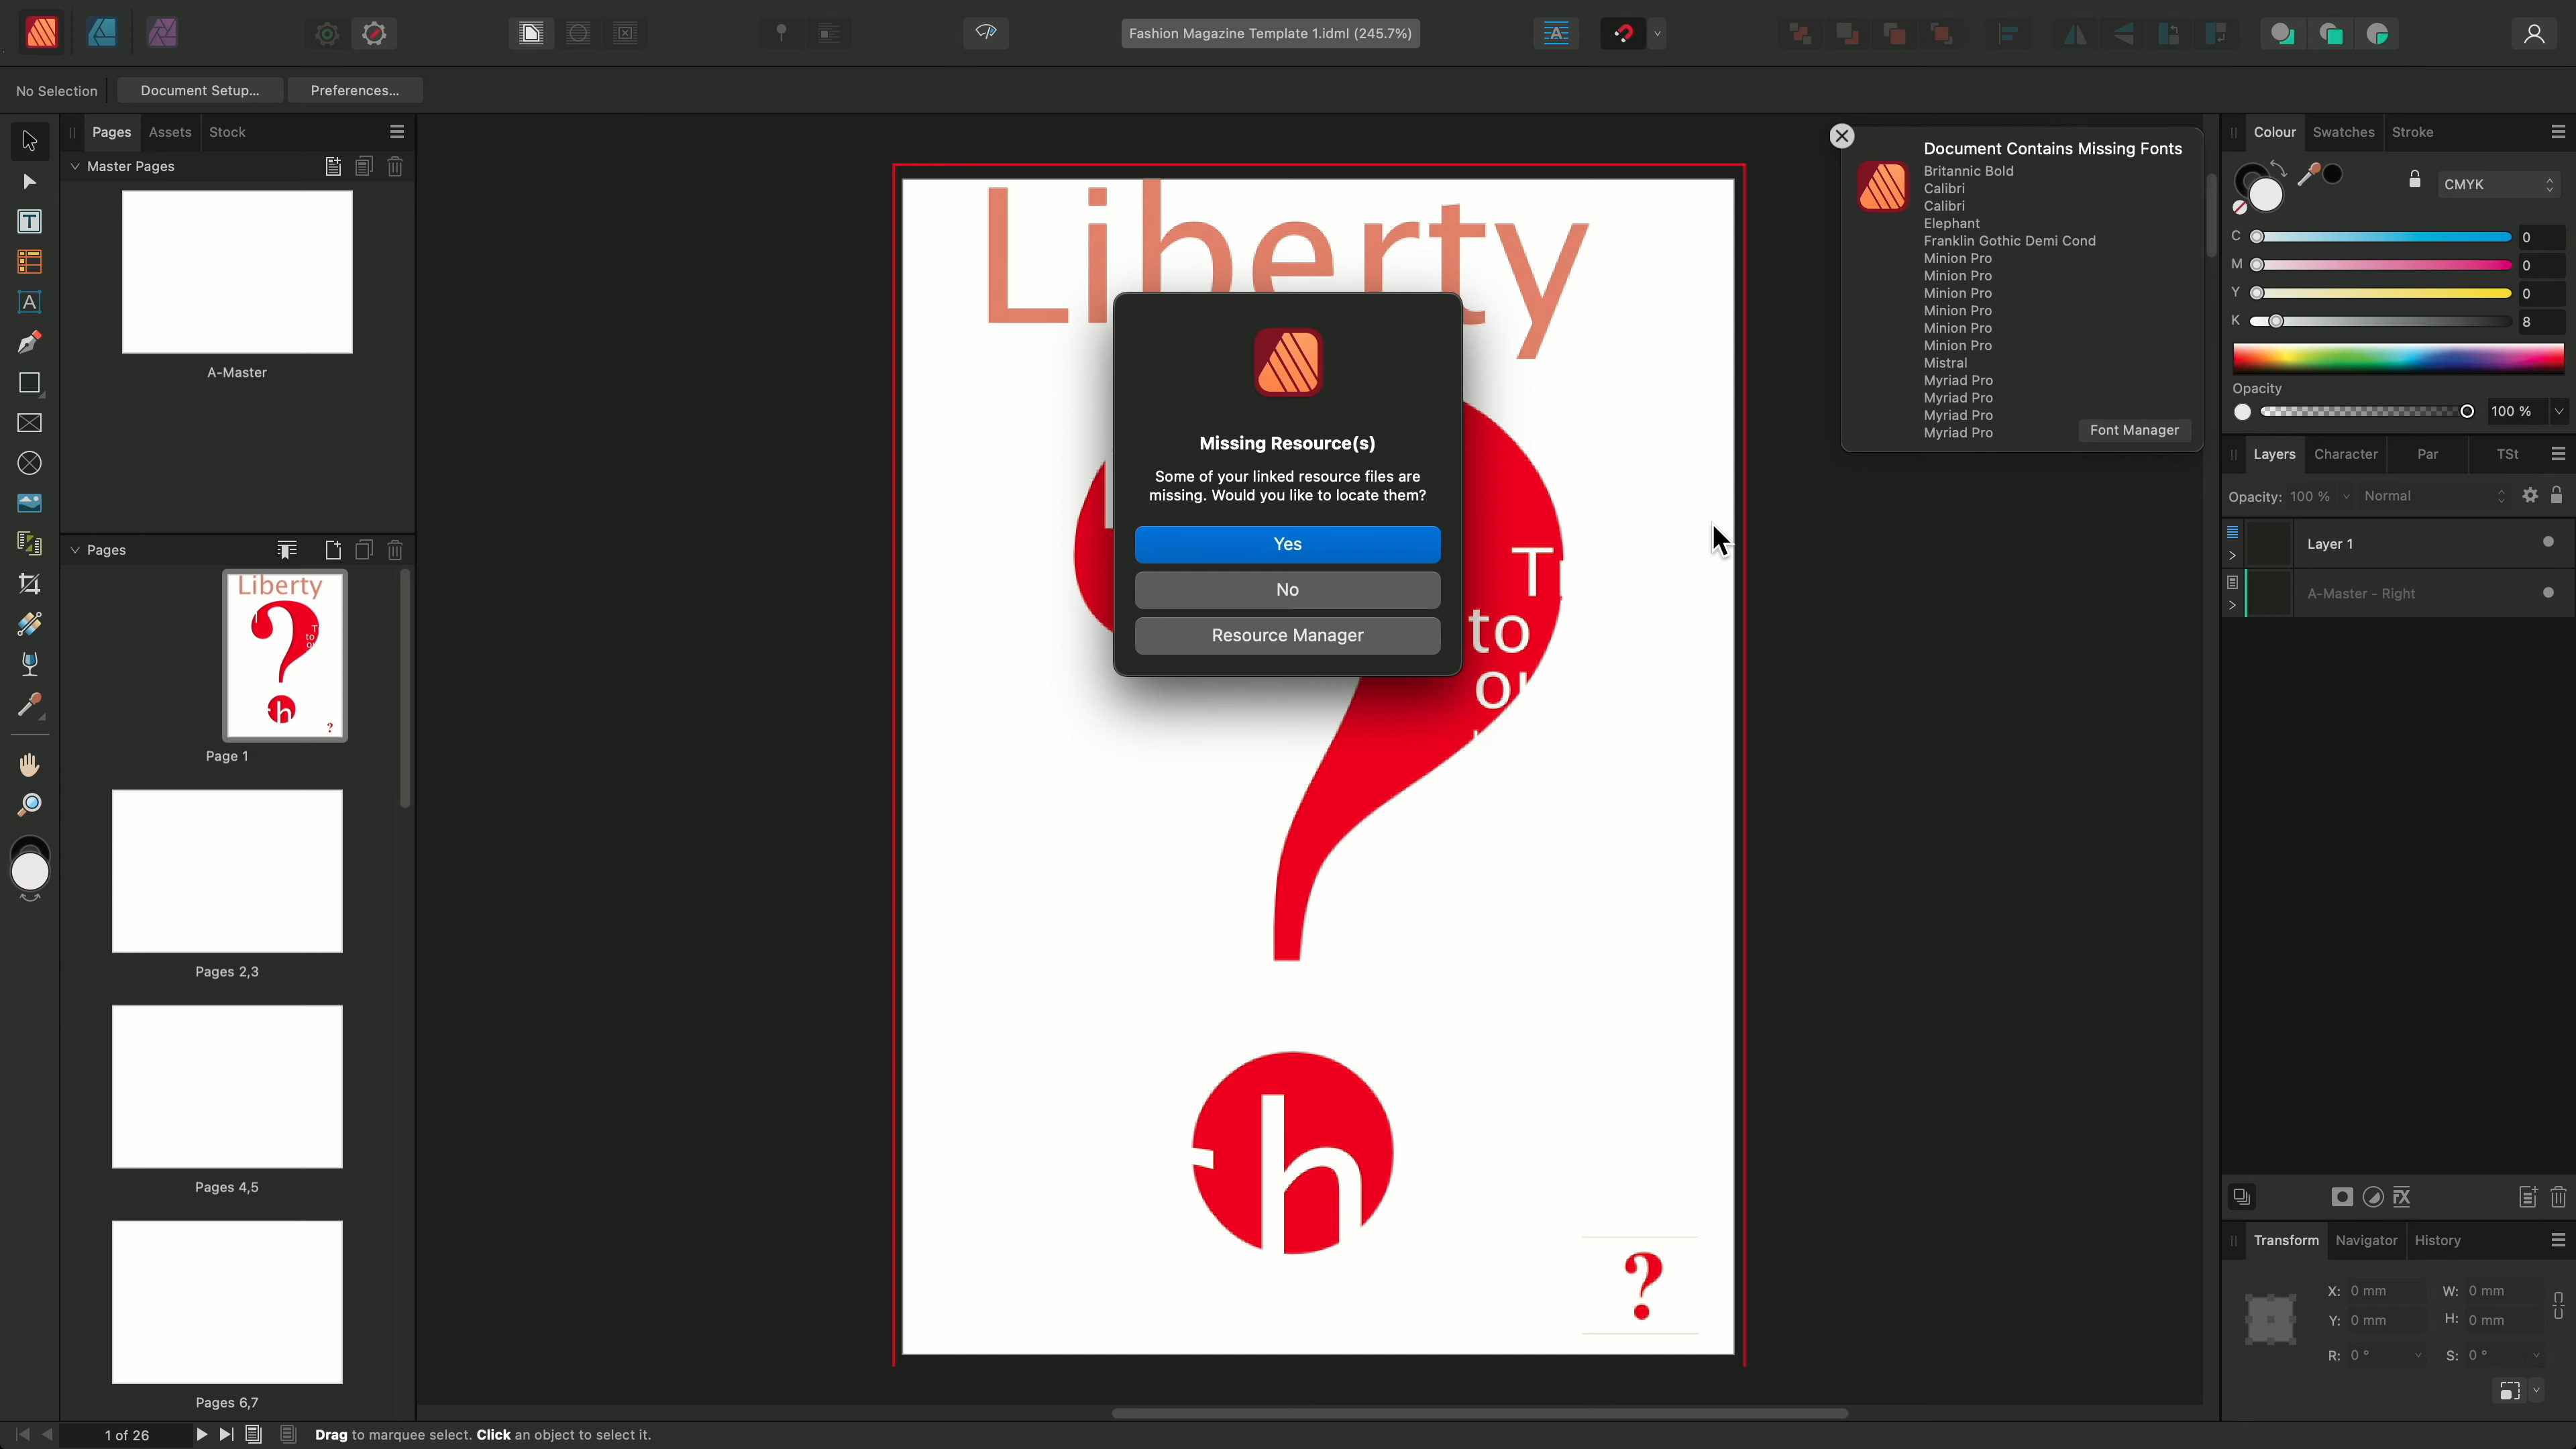 Fashion Magazine Template 1.idml (245.7%)
No Selection
Document Setup...
Preferences...
Pages
Assets
Stock
Master Pages
A-Master
Pages
Liberty
h
Page 1
Pages 2,3
Pages 4,5
Pages 6,7
Liberty
T
to
h
?
Missing Resource(s)
Some of your linked resource files are
missing. Would you like to locate them?
Yes
No
Resource Manager
Document Contains Missing Fonts
Britannic Bold
Calibri
Calibri
Elephant
Franklin Gothic Demi Cond
Minion Pro
Minion Pro
Minion Pro
Minion Pro
Minion Pro
Minion Pro
Mistral
Myriad Pro
Myriad Pro
Myriad Pro
Myriad Pro
Font Manager
Colour
Swatches
Stroke
CMYK
C 0
M 0
Y 0
K 8
Opacity
100 %
Layers
Character
Par
TSt
Opacity: 100 %
Normal
Layer 1
A-Master - Right
Transform
Navigator
History
X: 0 mm
W: 0 mm
Y: 0 mm
H: 0 mm
R: 0 °
S: 0 °
1 of 26
Drag to marquee select. Click an object to select it.